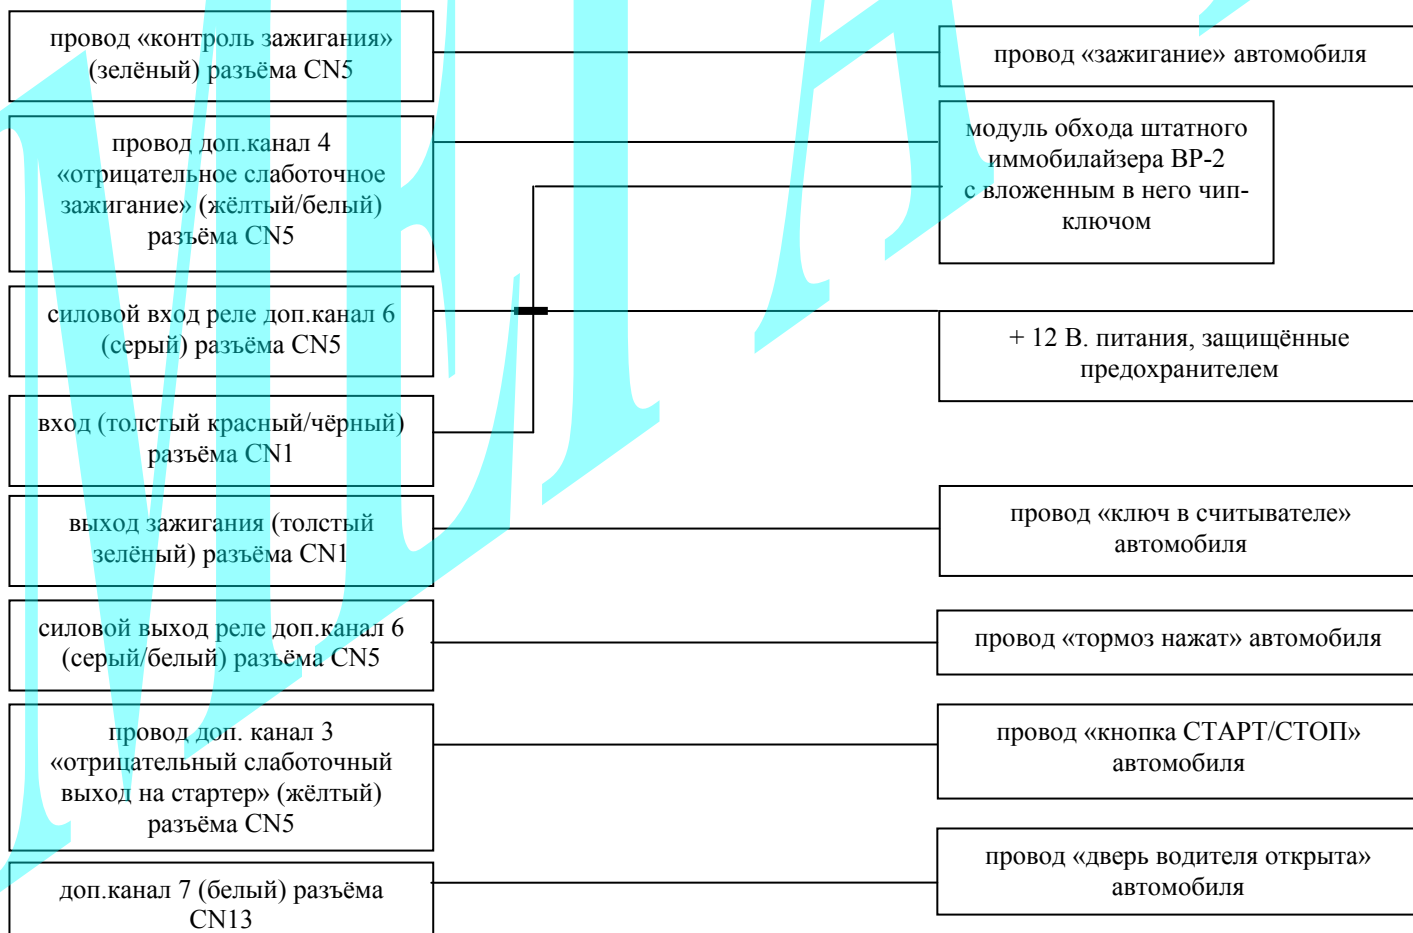 провод «контроль зажигания»
(зелёный) разъёма CN5
провод «зажигание» автомобиля
провод доп.канал 4
«отрицательное слаботочное
зажигание» (жёлтый/белый)
разъёма CN5
модуль обхода штатного
иммобилайзера BP-2
с вложенным в него чип-
ключом
силовой вход реле доп.канал 6
(серый) разъёма CN5
+ 12 В. питания, защищённые
предохранителем
вход (толстый красный/чёрный)
разъёма CN1
выход зажигания (толстый
зелёный) разъёма CN1
провод «ключ в считывателе»
автомобиля
силовой выход реле доп.канал 6
(серый/белый) разъёма CN5
провод «тормоз нажат» автомобиля
провод доп. канал 3
«отрицательный слаботочный
выход на стартер» (жёлтый)
разъёма CN5
провод «кнопка СТАРТ/СТОП»
автомобиля
доп.канал 7 (белый) разъёма
CN13
провод «дверь водителя открыта»
автомобиля